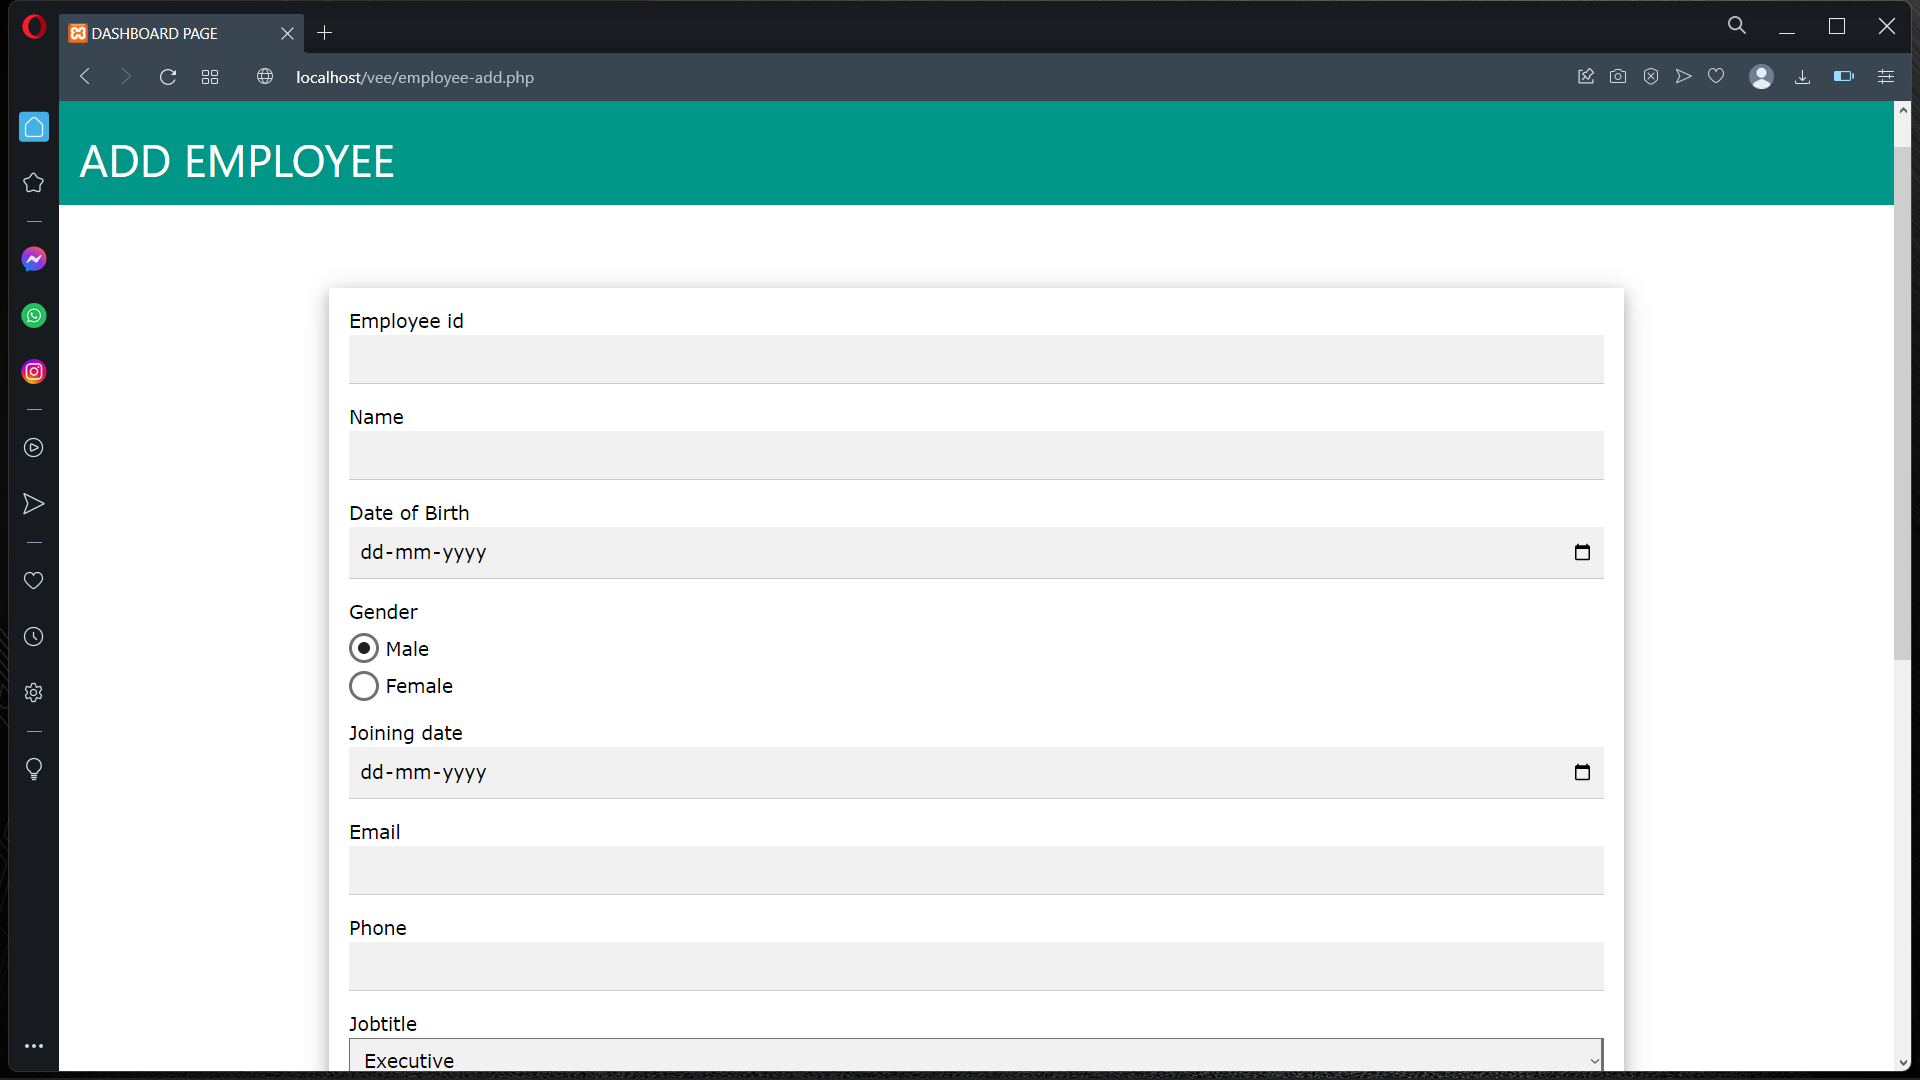 DASHBOARD PAGE
localhost/vee/employee-add.php
ADD EMPLOYEE
Employee id
Name
Date of Birth
dd-mm-yyyy
Gender
Male
Female
Joining date
dd-mm-yyyy
Email
Phone
Jobtitle
Executive